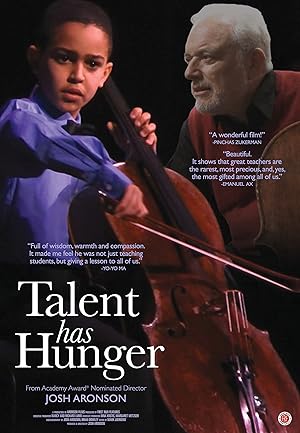 "A wonderful film!"
-PINCHAS ZUKERMAN
"Beautiful.
It shows that great teachers are
the rarest, most precious, and, yes,
the most gifted among all of us."
-EMANUEL AX
"Full of wisdom, warmth and compassion.
It made me feel he was not just teaching
students, but giving a lesson to all of us."
-YO-YO MA
Talent
has
Hunger
From Academy Award® Nominated Director
JOSH ARONSON